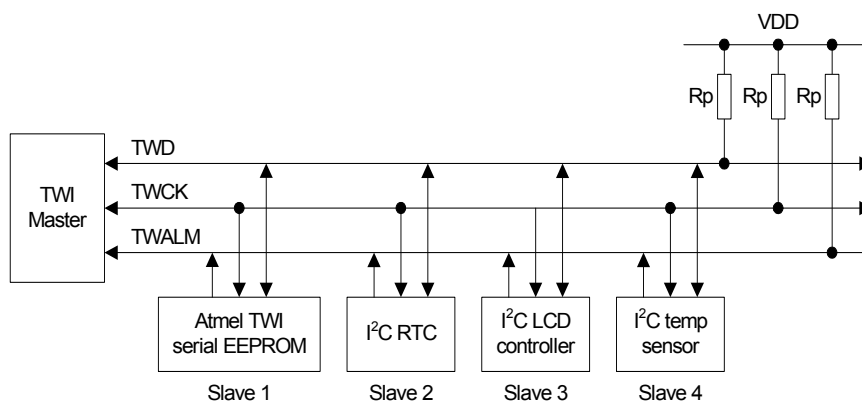 VDD
Rp Rp Rp
TWD
TWI
Master
TWCK
TWALM
Atmel TWI
serial EEPROM
I²C RTC
I²C LCD
controller
I²C temp
sensor
Slave 1 Slave 2 Slave 3 Slave 4